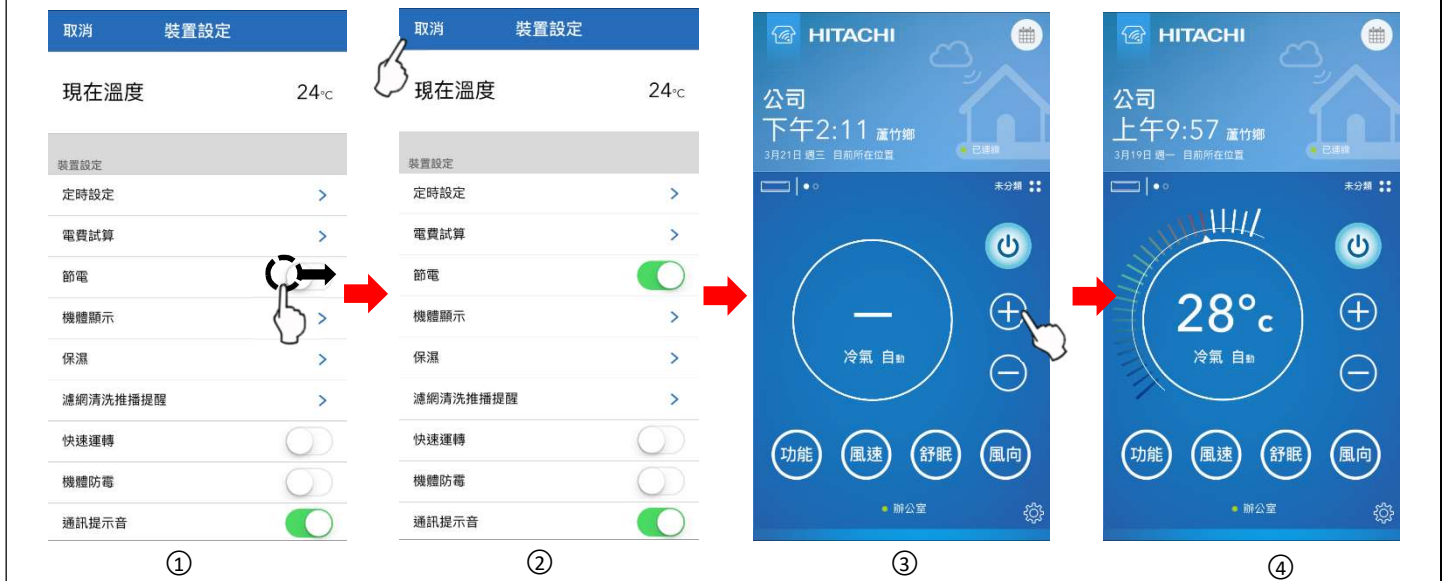 取消 裝置設定
現在溫度 24°C
裝置設定
定時設定
電費試算
節電
機體顯示
保濕
濾網清洗推播提醒
快速運轉
機體防霉
通訊提示音
①
取消 裝置設定
現在溫度 24°C
裝置設定
定時設定
電費試算
節電
機體顯示
保濕
濾網清洗推播提醒
快速運轉
機體防霉
通訊提示音
②
HITACHI
公司
下午2:11 蘆竹鄉
3月21日 週三 目前所在位置
已連線
未分類
—
冷氣 自動
功能 風速 舒眠 風向
辦公室
③
HITACHI
公司
上午9:57 蘆竹鄉
3月19日 週一 目前所在位置
已連線
未分類
28°c
冷氣 自動
功能 風速 舒眠 風向
辦公室
④